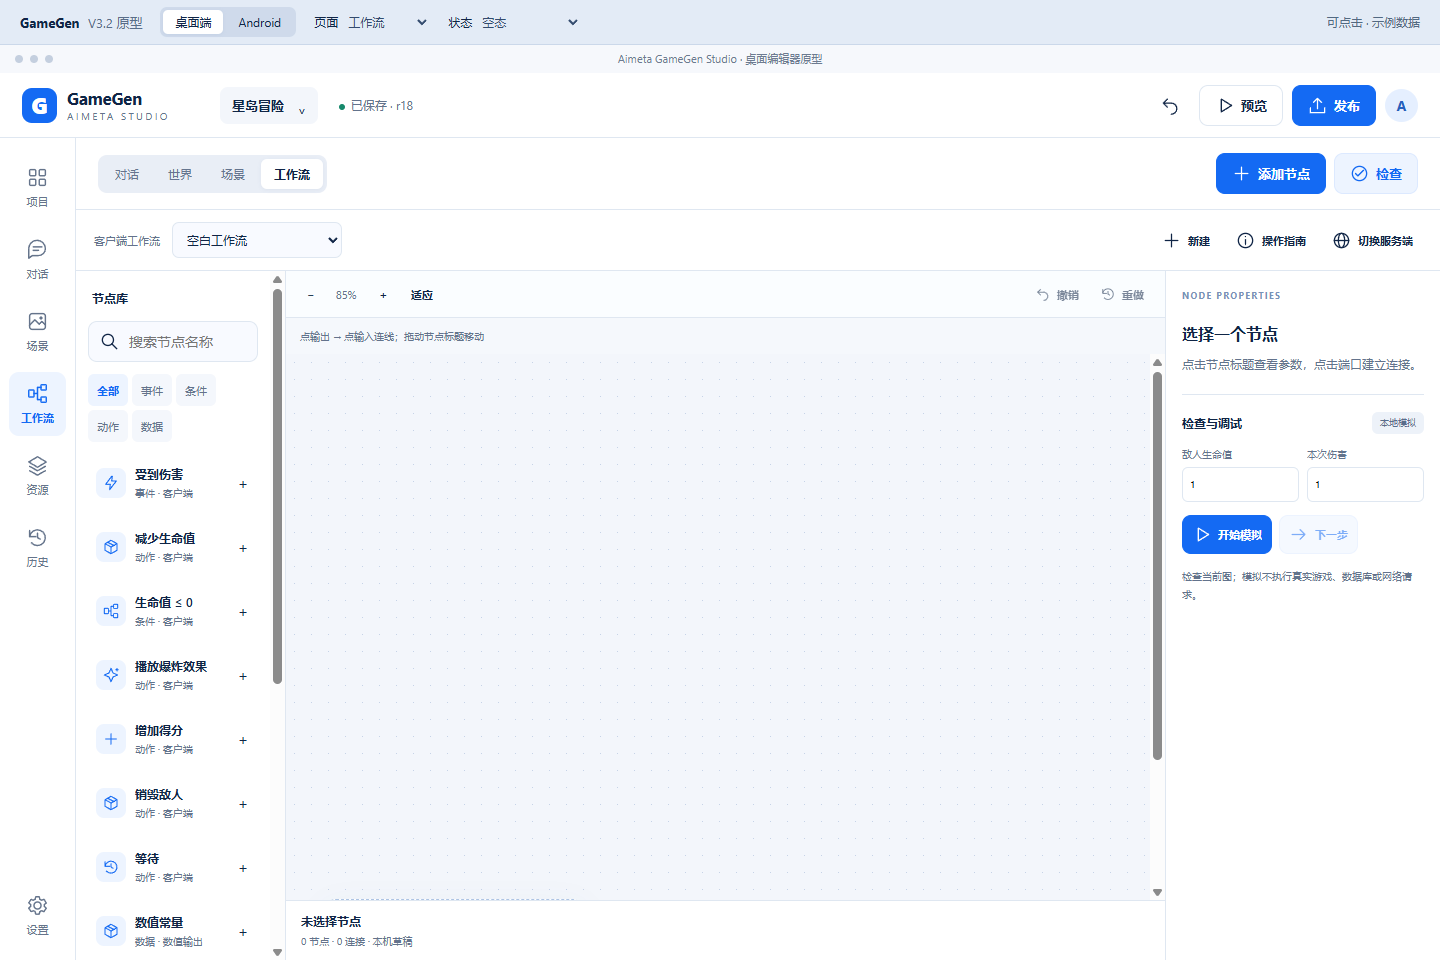 GameGen V3.2 原型 桌面端 Android 页面 工作流 状态 空态 可点击 · 示例数据
Aimeta GameGen Studio · 桌面编辑器原型
G GameGen
AIMETA STUDIO
星岛冒险 已保存 · r18 预览 发布 A
项目
对话
场景
工作流
资源
历史
设置
对话 世界 场景 工作流 添加节点 检查
客户端工作流 空白工作流 新建 操作指南 切换服务端
节点库
搜索节点名称
全部 事件 条件
动作 数据
受到伤害 +
事件 · 客户端
减少生命值 +
动作 · 客户端
生命值 ≤ 0 +
条件 · 客户端
播放爆炸效果 +
动作 · 客户端
增加得分 +
动作 · 客户端
销毁敌人 +
动作 · 客户端
等待 +
动作 · 客户端
数值常量 +
数据 · 数值输出
− 85% + 适应 撤销 重做
点输出 → 点输入连线；拖动节点标题移动
未选择节点
0 节点 · 0 连接 · 本机草稿
NODE PROPERTIES
选择一个节点
点击节点标题查看参数，点击端口建立连接。
检查与调试 本地模拟
敌人生命值 本次伤害
1 1
开始模拟 下一步
检查当前图；模拟不执行真实游戏、数据库或网络请
求。